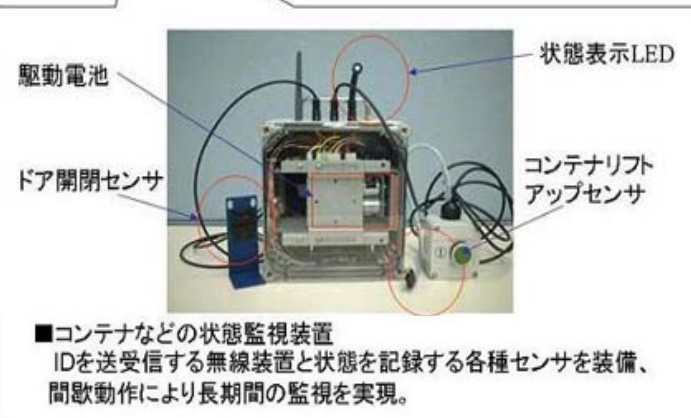 状態表示LED
駆動電池
コンテナリフト
アップセンサ
ドア開閉センサ
①
■コンテナなどの状態監視装置
IDを送受信する無線装置と状態を記録する各種センサを装備、
間歇動作により長期間の監視を実現。